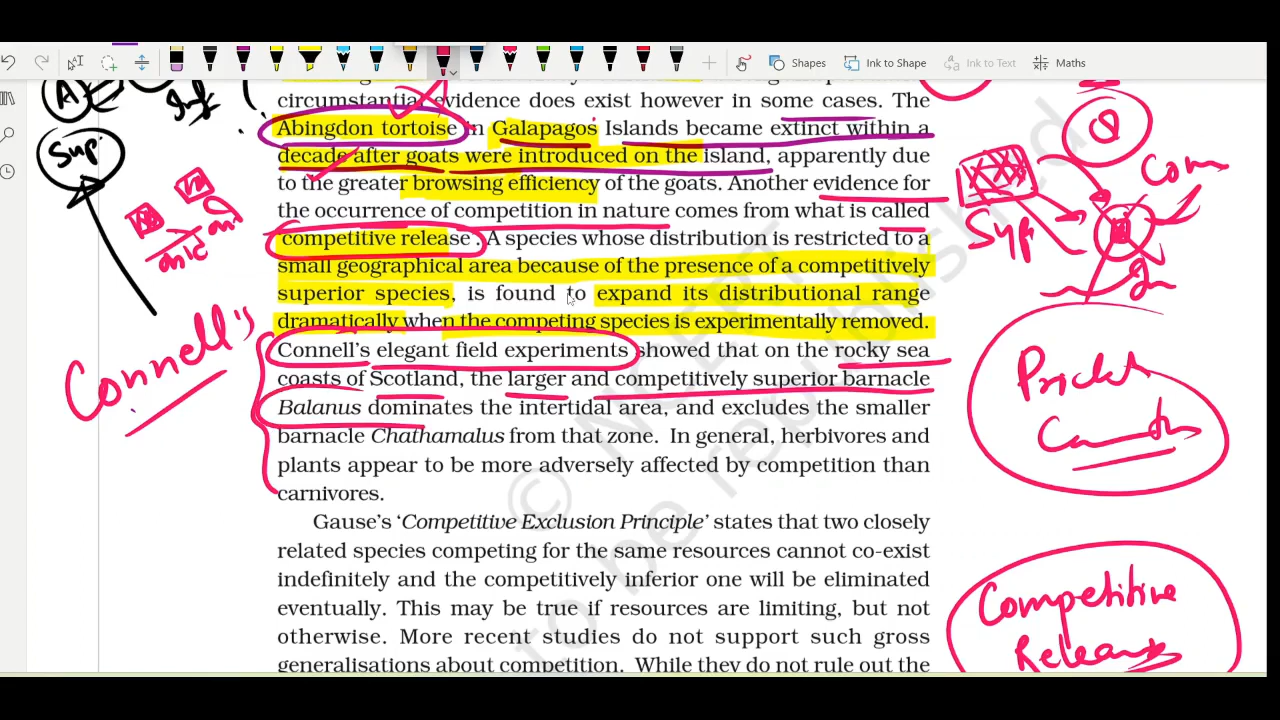 Shapes
Ink to Shape
Ink to Text
Maths
circumstantial evidence does exist however in some cases. The
Abingdon tortoise in Galapagos Islands became extinct within a
decade after goats were introduced on the island, apparently due
to the greater browsing efficiency of the goats. Another evidence for
the occurrence of competition in nature comes from what is called
'competitive release'. A species whose distribution is restricted to a
small geographical area because of the presence of a competitively
superior species, is found to expand its distributional range
dramatically when the competing species is experimentally removed.
Connell's elegant field experiments showed that on the rocky sea
coasts of Scotland, the larger and competitively superior barnacle
Balanus dominates the intertidal area, and excludes the smaller
barnacle Chathamalus from that zone. In general, herbivores and
plants appear to be more adversely affected by competition than
carnivores.
Gause's 'Competitive Exclusion Principle' states that two closely
related species competing for the same resources cannot co-exist
indefinitely and the competitively inferior one will be eliminated
eventually. This may be true if resources are limiting, but not
otherwise. More recent studies do not support such gross
generalisations about competition. While they do not rule out the
A
Sup
Connell's
Sup
Com
Competitive
Release
© NCERT
to be republished